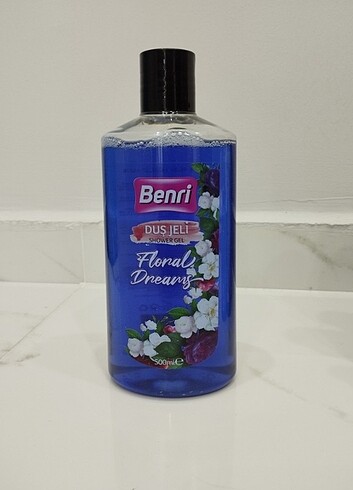 Benri
DUŞ JELİ
SHOWER GEL
Floral
Dreams
500ml℮